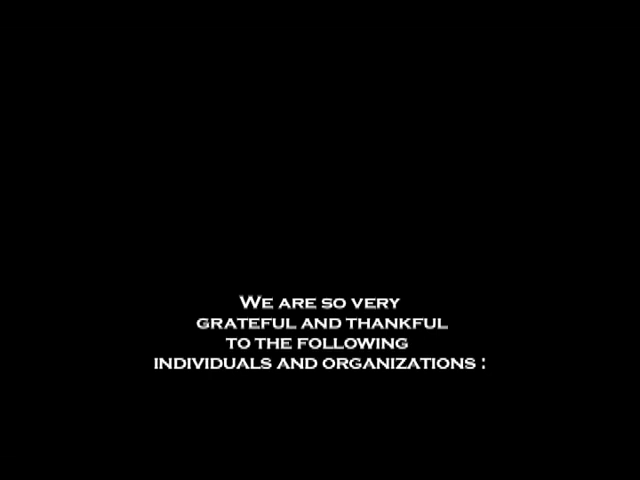 We are so very
grateful and thankful
to the following
individuals and organizations :